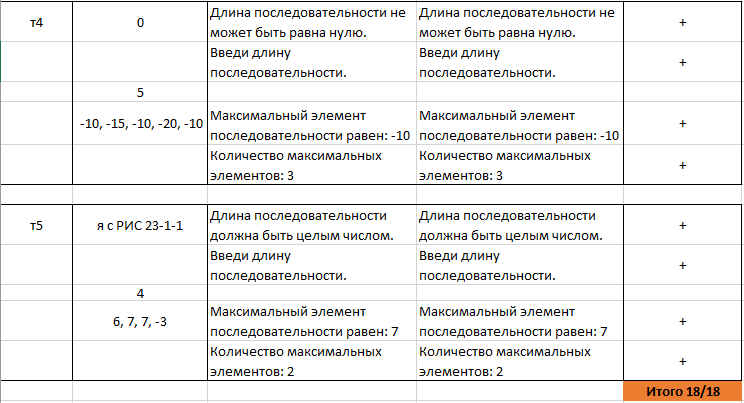 т4 0 Длина последовательности не Длина последовательности не +
может быть равна нулю. может быть равна нулю.
Введи длину Введи длину +
последовательности. последовательности.
5
-10, -15, -10, -20, -10 Максимальный элемент Максимальный элемент +
последовательности равен: -10 последовательности равен: -10
Количество максимальных Количество максимальных +
элементов: 3 элементов: 3
т5 я с РИС 23-1-1 Длина последовательности Длина последовательности +
должна быть целым числом. должна быть целым числом.
Введи длину Введи длину +
последовательности. последовательности.
4
6, 7, 7, -3 Максимальный элемент Максимальный элемент +
последовательности равен: 7 последовательности равен: 7
Количество максимальных Количество максимальных +
элементов: 2 элементов: 2
Итого 18/18